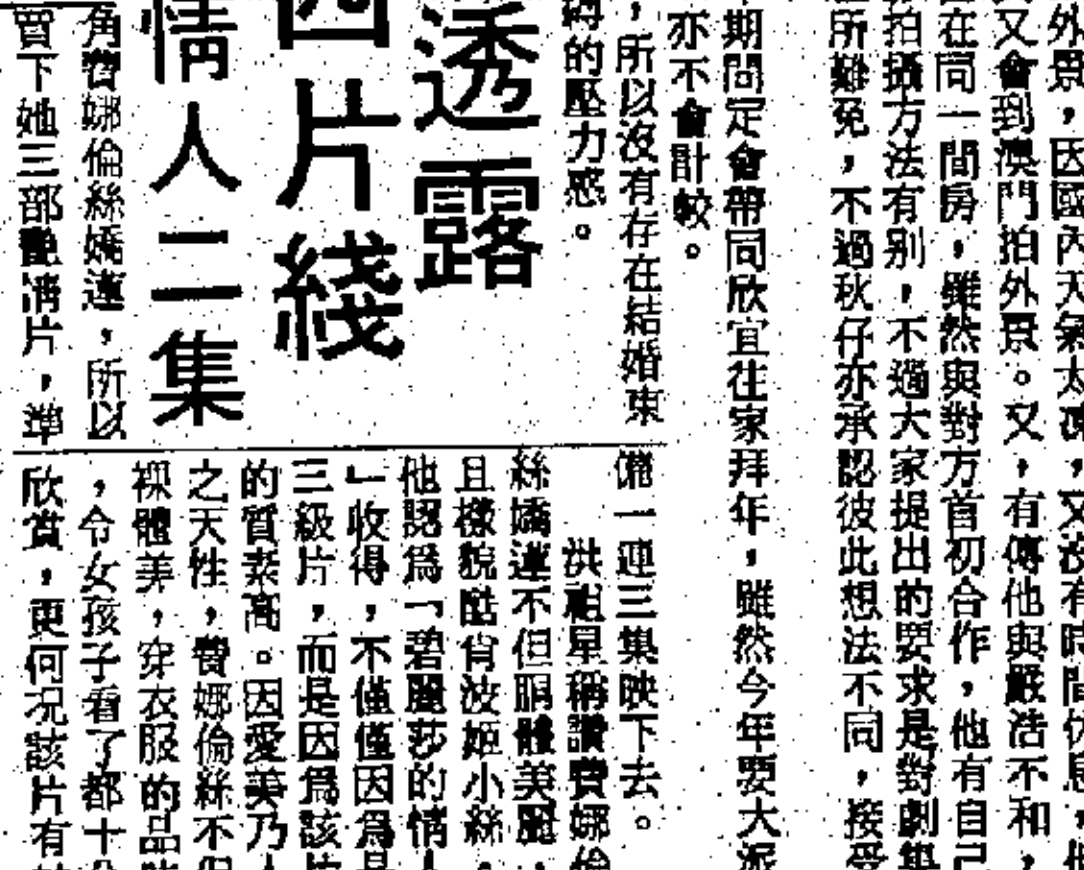 外景，因國內天氣太凍，又沒有時間休息，
又會到澳門拍外景。又，有傳他與嚴浩不和，
在同一間房，雖然與對方首初合作，他有自己
拍攝方法有別，不過大家提出的要求是對劇集
所難免，不過秋仔亦承認彼此想法不同，接受
期間定會帶同欣宜往家拜年，雖然今年要大派
亦不會計較。
，所以沒有存在結婚束
縛的壓力感。
透露
四片綫
情人二集
角費娜倫絲嬌蓮，所以
買下她三部艷情片，準
備一連三集映下去。
洪祖星稱讚費娜倫
絲嬌蓮不但胴體美麗，
且樣貌酷肖波姬小絲，
他認為「碧麗莎的情人
」收得，不僅僅因為是
三級片，而是因為該片
的質素高。因愛美乃人
之天性，費娜倫絲不但
裸體美，穿衣服的品味
，令女孩子看了都十分
欣賞，更何況該片有